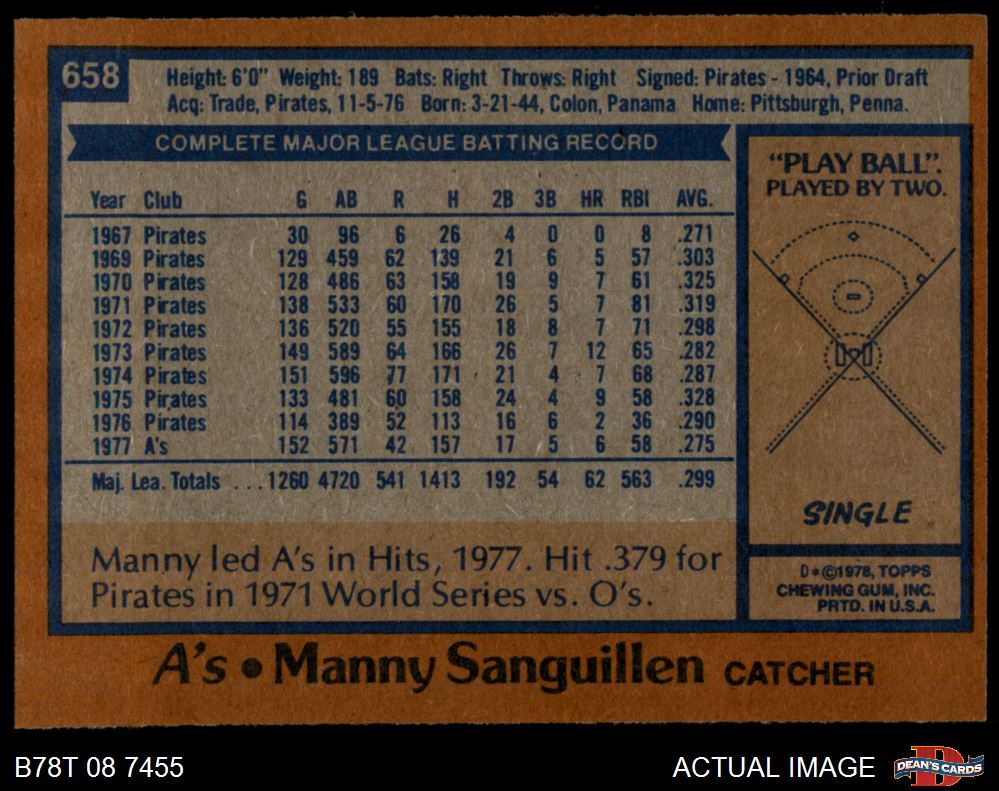 658
Height: 6'0" Weight: 189 Bats: Right Throws: Right Signed: Pirates - 1964, Prior Draft
Acq: Trade, Pirates, 11-5-76 Born: 3-21-44, Colon, Panama Home: Pittsburgh, Penna.
COMPLETE MAJOR LEAGUE BATTING RECORD
Year Club G AB R H 2B 3B HR RBI AVG.
1967 Pirates 30 96 6 26 4 0 0 8 .271
1969 Pirates 129 459 62 139 21 6 5 57 .303
1970 Pirates 128 486 63 158 19 9 7 61 .325
1971 Pirates 138 533 60 170 26 5 7 81 .319
1972 Pirates 136 520 55 155 18 8 7 71 .298
1973 Pirates 149 589 64 166 26 7 12 65 .282
1974 Pirates 151 596 77 171 21 4 7 68 .287
1975 Pirates 133 481 60 158 24 4 9 58 .328
1976 Pirates 114 389 52 113 16 6 2 36 .290
1977 A's 152 571 42 157 17 5 6 58 .275
Maj. Lea. Totals ...1260 4720 541 1413 192 54 62 563 .299
Manny led A's in Hits, 1977. Hit .379 for
Pirates in 1971 World Series vs. O's.
"PLAY BALL".
PLAYED BY TWO.
SINGLE
D*©1978, TOPPS
CHEWING GUM, INC.
PRTD. IN U.S.A.
A's • Manny Sanguillen CATCHER
B78T 08 7455
ACTUAL IMAGE
D
DEAN'S CARDS